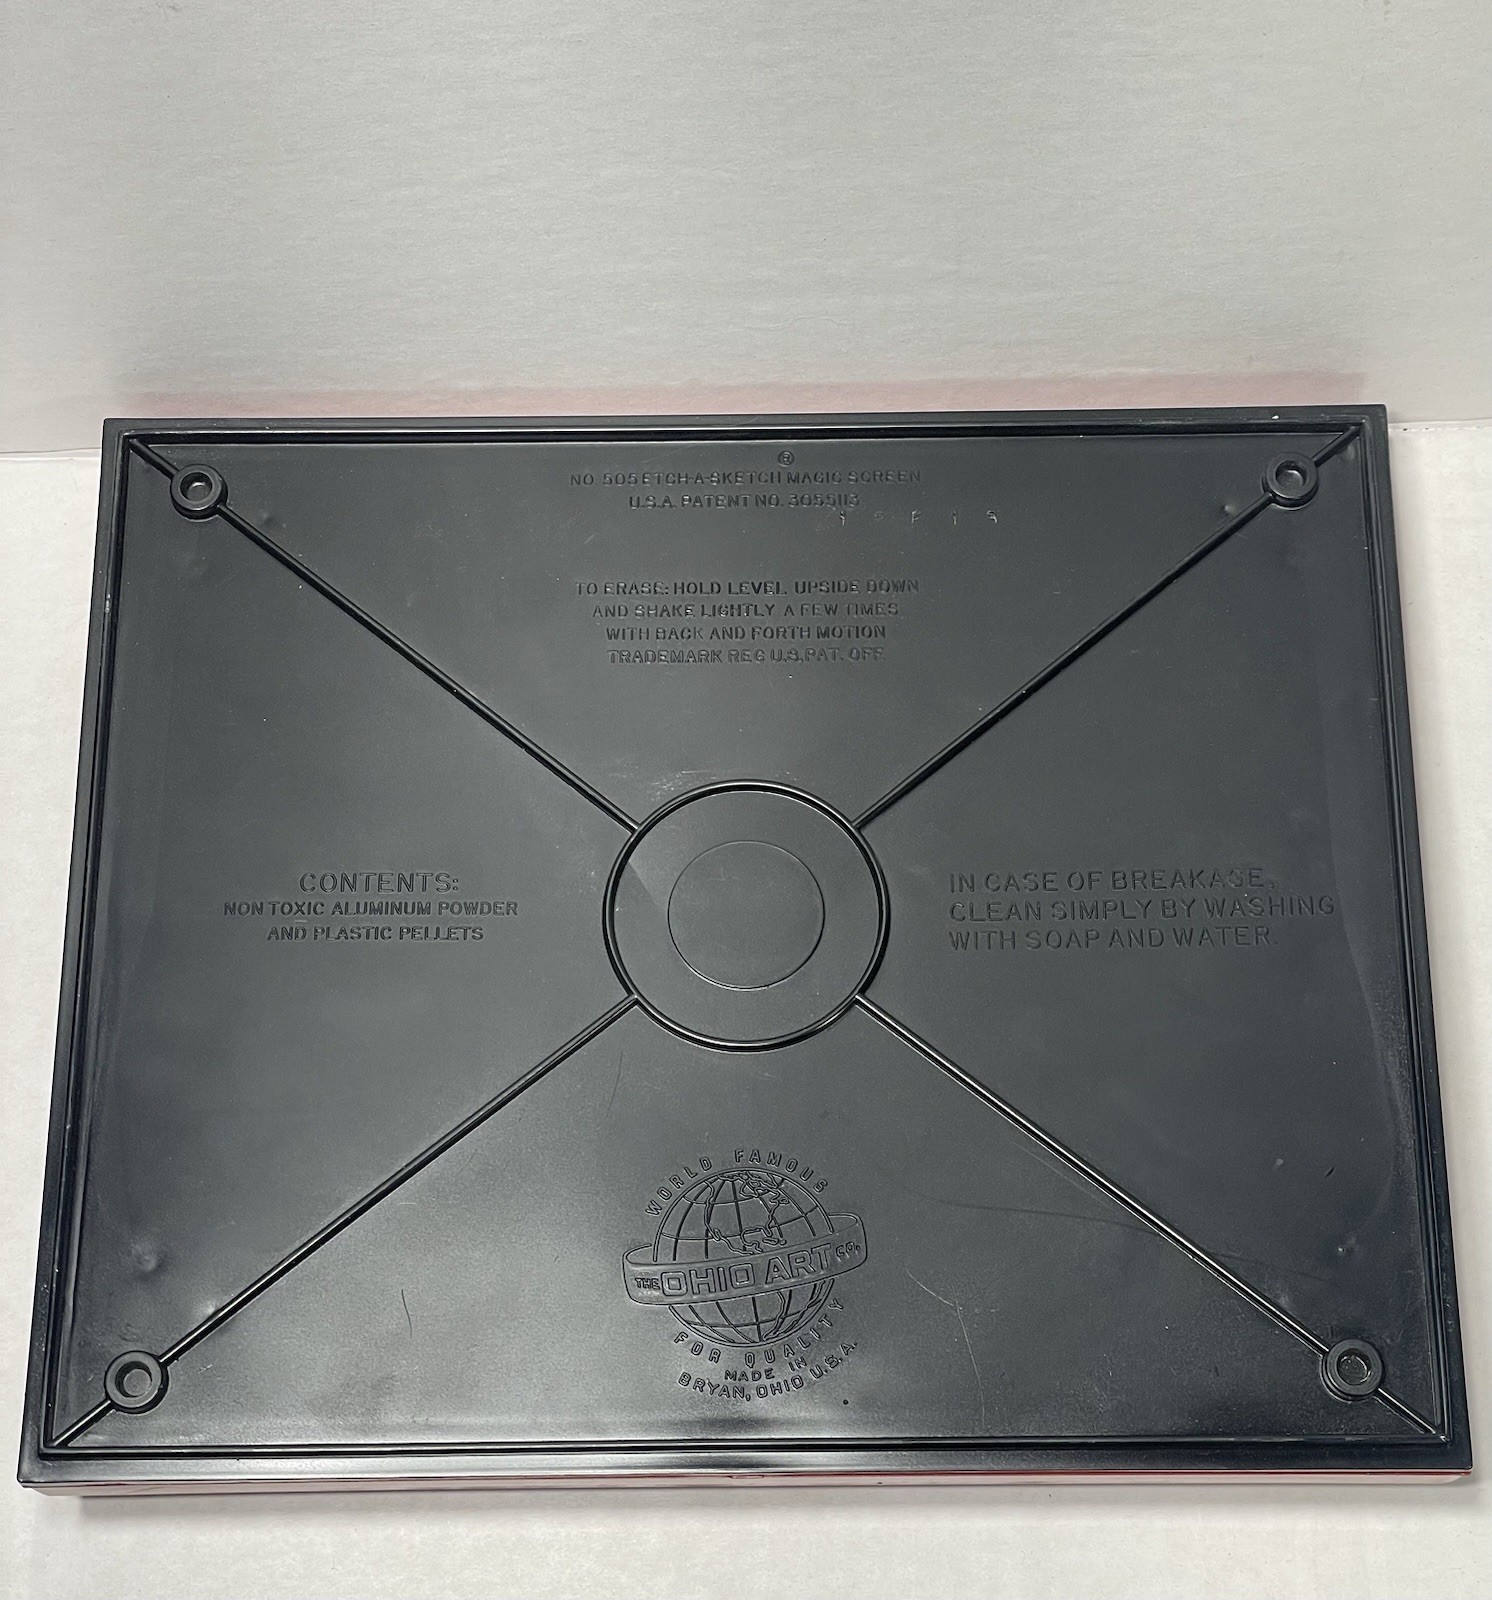 ®
NO. 505 ETCH-A-SKETCH MAGIC SCREEN
U.S.A. PATENT NO. 3055113
TO ERASE: HOLD LEVEL, UPSIDE DOWN
AND SHAKE LIGHTLY A FEW TIMES
WITH BACK AND FORTH MOTION
TRADEMARK REG U.S. PAT. OFF.
CONTENTS:
NON TOXIC ALUMINUM POWDER
AND PLASTIC PELLETS
IN CASE OF BREAKAGE,
CLEAN SIMPLY BY WASHING
WITH SOAP AND WATER.
WORLD FAMOUS
THE OHIO ART CO.
FOR QUALITY
MADE IN
BRYAN, OHIO U.S.A.